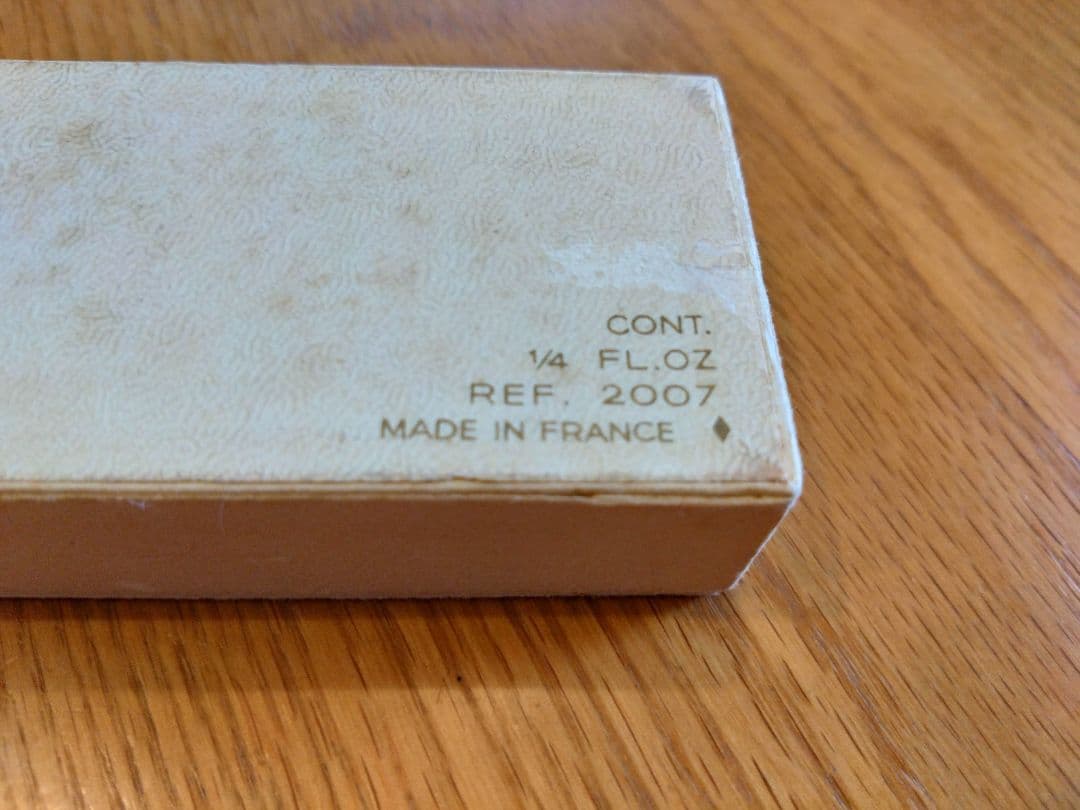 CONT.
1/4 FL.OZ
REF. 2007
MADE IN FRANCE ♦